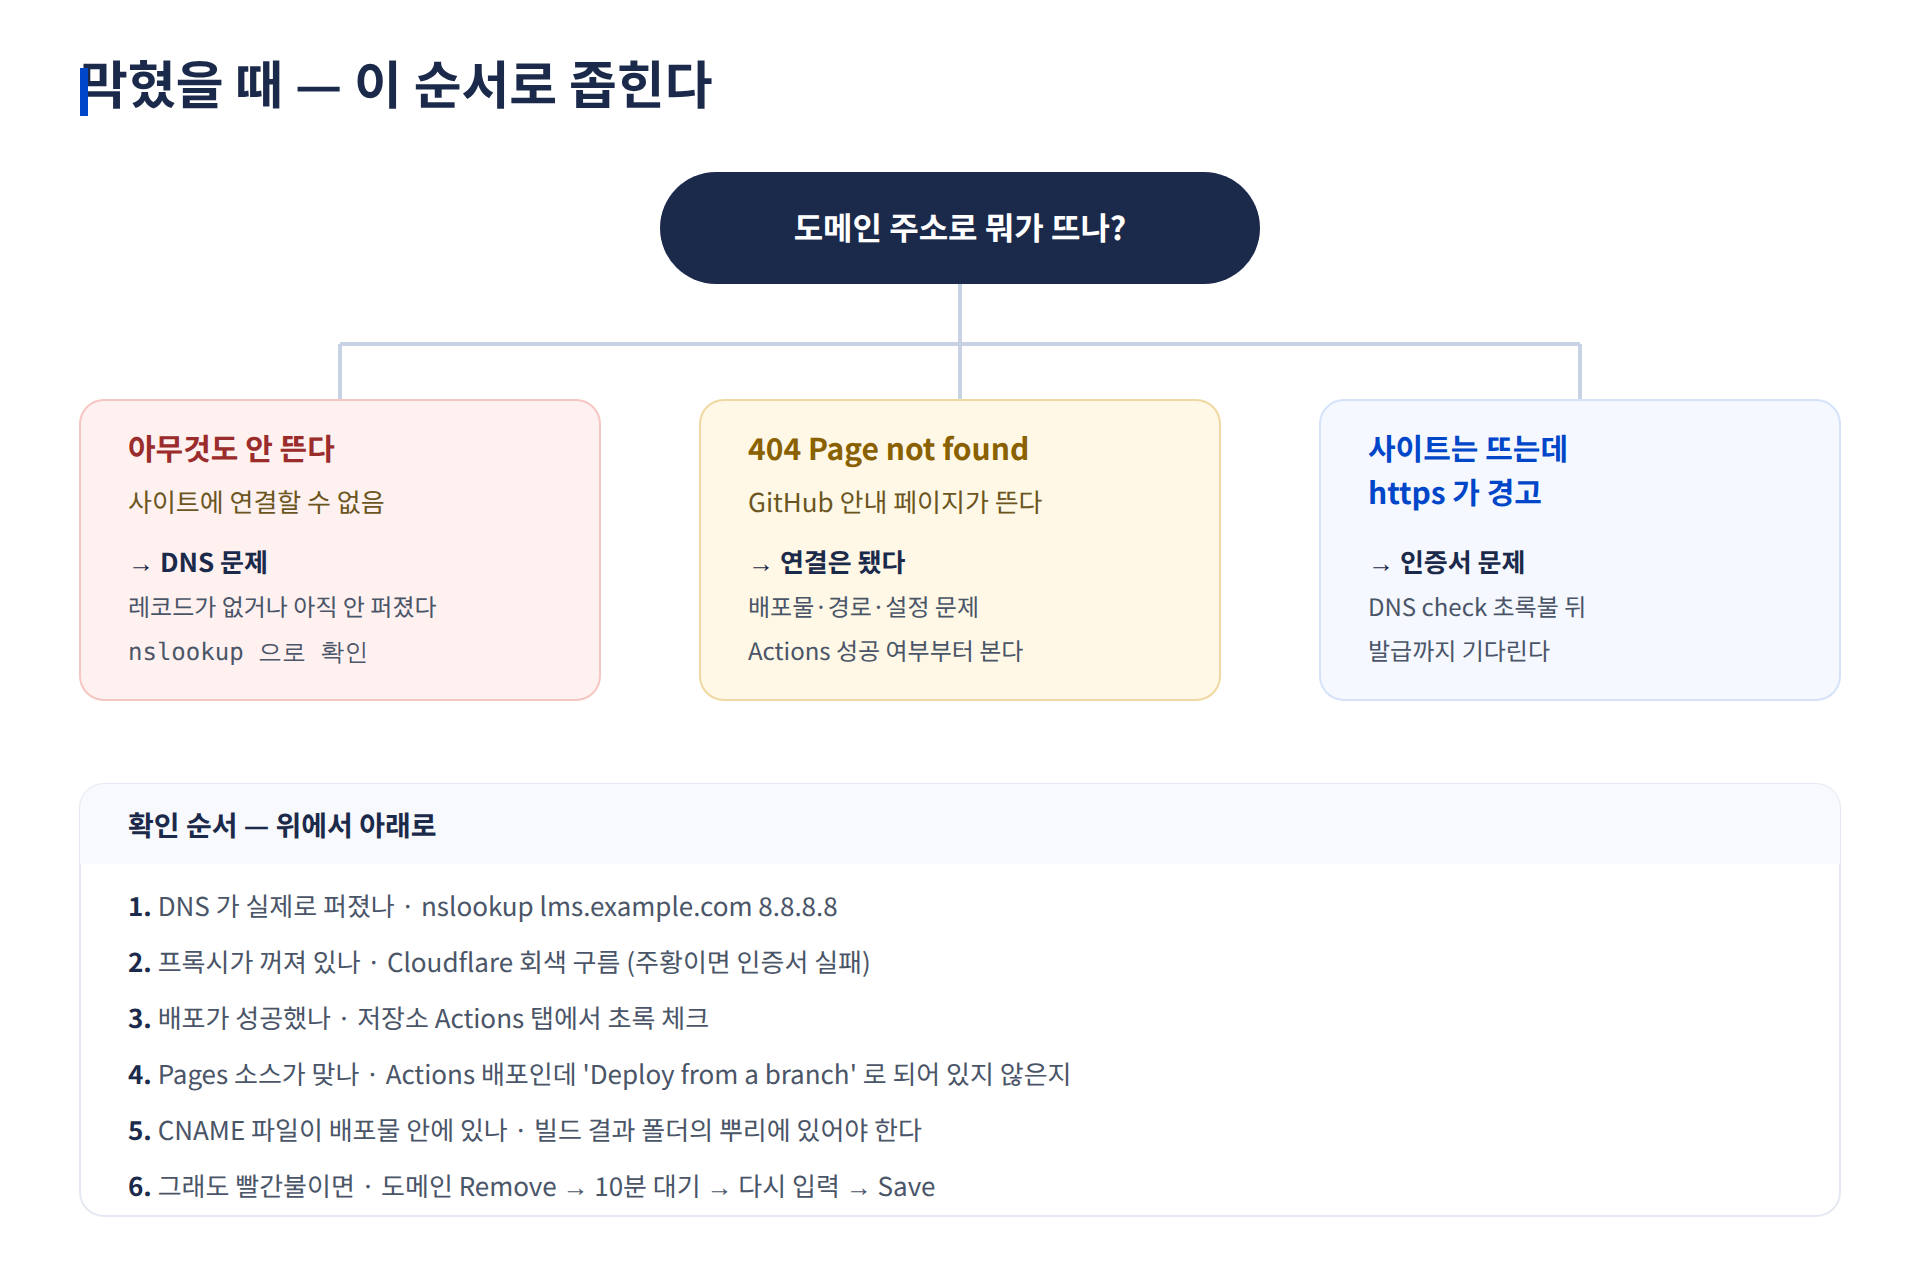 막혔을 때 — 이 순서로 좁힌다
도메인 주소로 뭐가 뜨나?
아무것도 안 뜬다
사이트에 연결할 수 없음
→ DNS 문제
레코드가 없거나 아직 안 퍼졌다
nslookup 으로 확인
404 Page not found
GitHub 안내 페이지가 뜬다
→ 연결은 됐다
배포물·경로·설정 문제
Actions 성공 여부부터 본다
사이트는 뜨는데
https 가 경고
→ 인증서 문제
DNS check 초록불 뒤
발급까지 기다린다
확인 순서 — 위에서 아래로
1. DNS 가 실제로 퍼졌나 · nslookup lms.example.com 8.8.8.8
2. 프록시가 꺼져 있나 · Cloudflare 회색 구름 (주황이면 인증서 실패)
3. 배포가 성공했나 · 저장소 Actions 탭에서 초록 체크
4. Pages 소스가 맞나 · Actions 배포인데 'Deploy from a branch' 로 되어 있지 않은지
5. CNAME 파일이 배포물 안에 있나 · 빌드 결과 폴더의 뿌리에 있어야 한다
6. 그래도 빨간불이면 · 도메인 Remove → 10분 대기 → 다시 입력 → Save